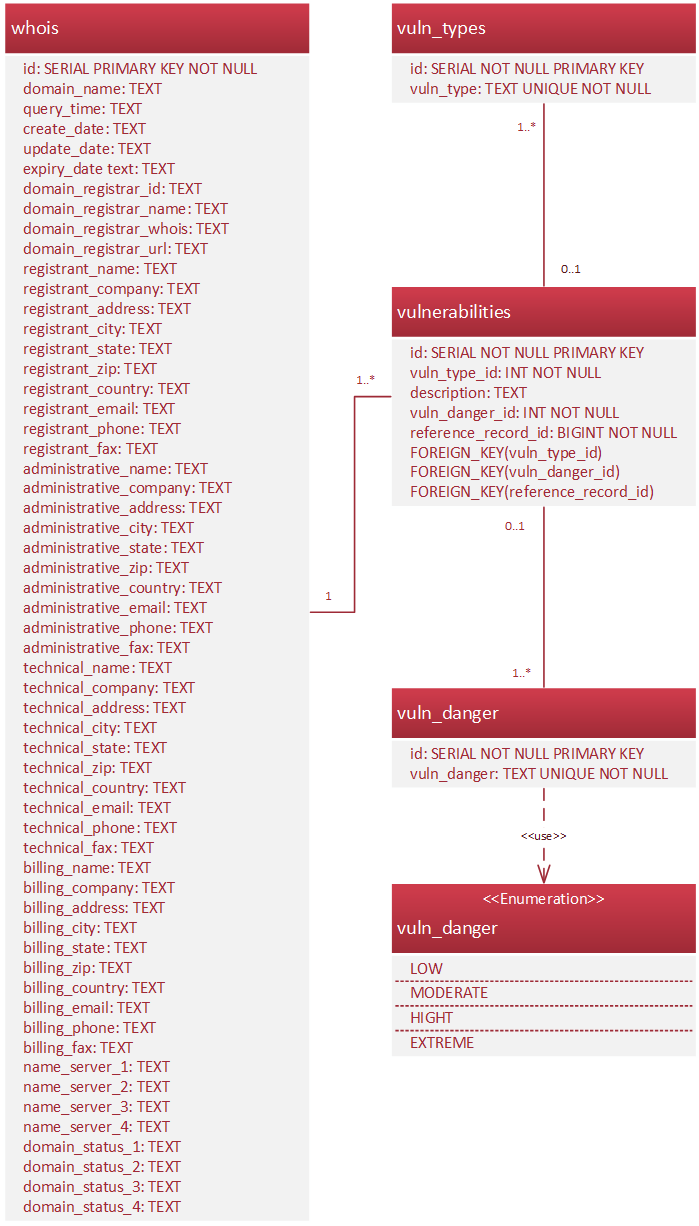 whois
id: SERIAL PRIMARY KEY NOT NULL
domain_name: TEXT
query_time: TEXT
create_date: TEXT
update_date: TEXT
expiry_date text: TEXT
domain_registrar_id: TEXT
domain_registrar_name: TEXT
domain_registrar_whois: TEXT
domain_registrar_url: TEXT
registrant_name: TEXT
registrant_company: TEXT
registrant_address: TEXT
registrant_city: TEXT
registrant_state: TEXT
registrant_zip: TEXT
registrant_country: TEXT
registrant_email: TEXT
registrant_phone: TEXT
registrant_fax: TEXT
administrative_name: TEXT
administrative_company: TEXT
administrative_address: TEXT
administrative_city: TEXT
administrative_state: TEXT
administrative_zip: TEXT
administrative_country: TEXT
administrative_email: TEXT
administrative_phone: TEXT
administrative_fax: TEXT
technical_name: TEXT
technical_company: TEXT
technical_address: TEXT
technical_city: TEXT
technical_state: TEXT
technical_zip: TEXT
technical_country: TEXT
technical_email: TEXT
technical_phone: TEXT
technical_fax: TEXT
billing_name: TEXT
billing_company: TEXT
billing_address: TEXT
billing_city: TEXT
billing_state: TEXT
billing_zip: TEXT
billing_country: TEXT
billing_email: TEXT
billing_phone: TEXT
billing_fax: TEXT
name_server_1: TEXT
name_server_2: TEXT
name_server_3: TEXT
name_server_4: TEXT
domain_status_1: TEXT
domain_status_2: TEXT
domain_status_3: TEXT
domain_status_4: TEXT
1
1..*
vuln_types
id: SERIAL NOT NULL PRIMARY KEY
vuln_type: TEXT UNIQUE NOT NULL
1..*
0..1
vulnerabilities
id: SERIAL NOT NULL PRIMARY KEY
vuln_type_id: INT NOT NULL
description: TEXT
vuln_danger_id: INT NOT NULL
reference_record_id: BIGINT NOT NULL
FOREIGN_KEY(vuln_type_id)
FOREIGN_KEY(vuln_danger_id)
FOREIGN_KEY(reference_record_id)
0..1
1..*
vuln_danger
id: SERIAL NOT NULL PRIMARY KEY
vuln_danger: TEXT UNIQUE NOT NULL
<<use>>
<<Enumeration>>
vuln_danger
LOW
MODERATE
HIGHT
EXTREME